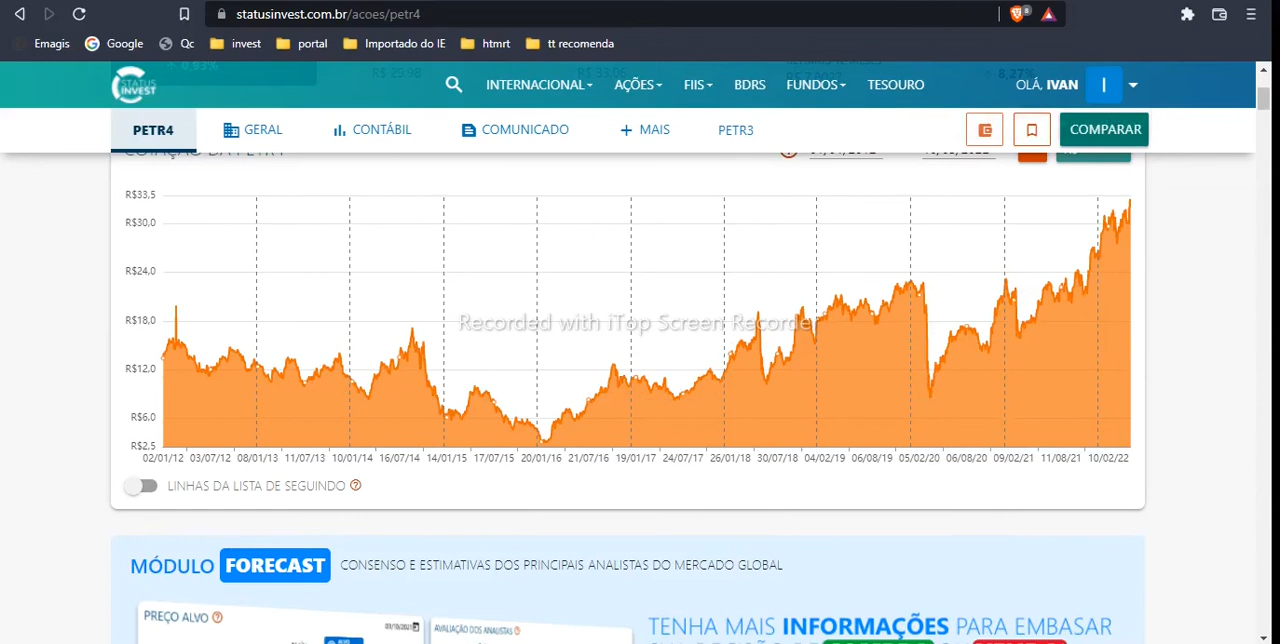 statusinvest.com.br/acoes/petr4
8
Emagis Google Qc invest portal Importado do IE htmrt tt recomenda
STATUS INVEST INTERNACIONAL AÇÕES FIIS BDRS FUNDOS TESOURO OLÁ, IVAN I
PETR4 GERAL CONTÁBIL COMUNICADO + MAIS PETR3 COMPARAR
R$33,5
R$30,0
R$24,0
R$18,0
R$12,0
R$6,0
R$2,5
Recorded with iTop Screen Recorde
02/01/12 03/07/12 08/01/13 11/07/13 10/01/14 16/07/14 14/01/15 17/07/15 20/01/16 21/07/16 19/01/17 24/07/17 26/01/18 30/07/18 04/02/19 06/08/19 05/02/20 06/08/20 09/02/21 11/08/21 10/02/22
LINHAS DA LISTA DE SEGUINDO ?
MÓDULO FORECAST CONSENSO E ESTIMATIVAS DOS PRINCIPAIS ANALISTAS DO MERCADO GLOBAL
PREÇO ALVO ?
AVALIAÇÃO DOS ANALISTAS
TENHA MAIS INFORMAÇÕES PARA EMBASAR